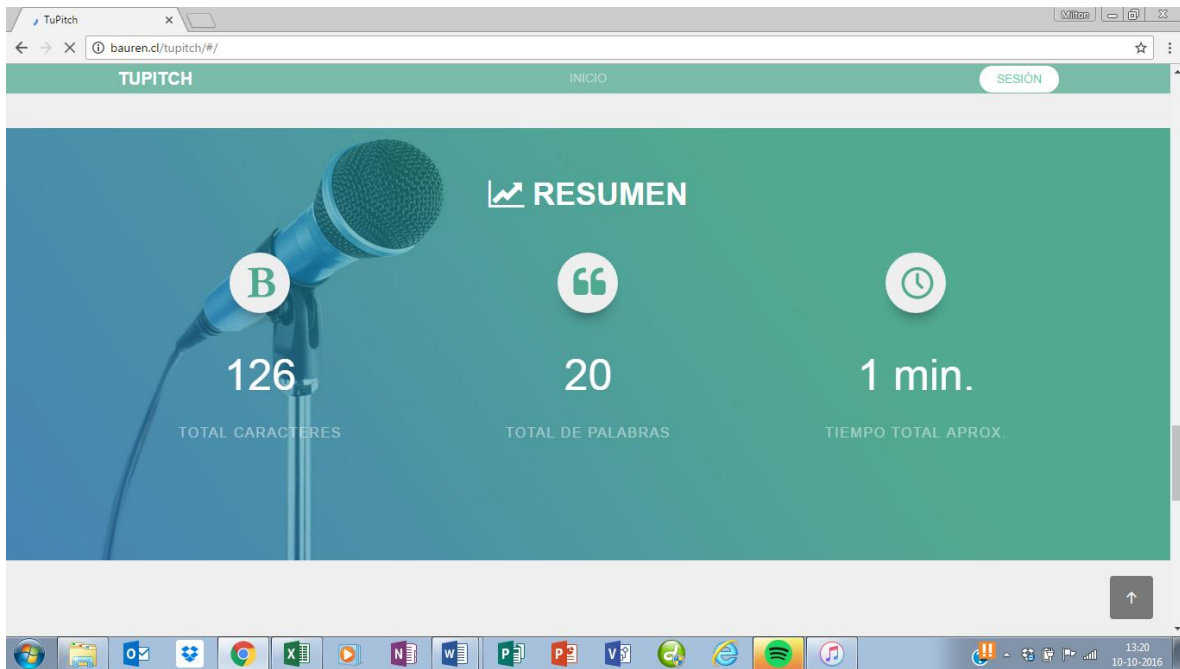 TuPitch
Milton
bauren.cl/tupitch/#/
TUPITCH
INICIO
SESIÓN
RESUMEN
B
126
20
1 min.
TOTAL CARACTERES
TOTAL DE PALABRAS
TIEMPO TOTAL APROX.
13:20
10-10-2016